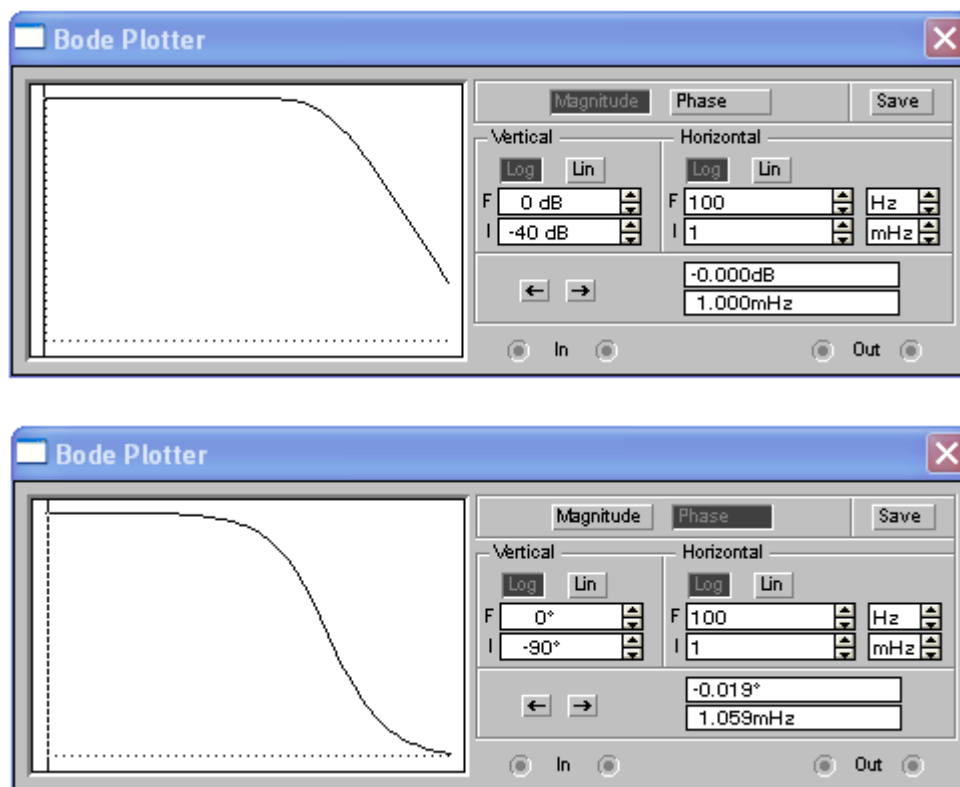 Bode Plotter
Magnitude Phase Save
Vertical Horizontal
Log Lin Log Lin
F 0 dB F 100 Hz
I -40 dB I 1 mHz
-0.000dB
1.000mHz
In Out
Bode Plotter
Magnitude Phase Save
Vertical Horizontal
Log Lin Log Lin
F 0° F 100 Hz
I -90° I 1 mHz
-0.019°
1.059mHz
In Out